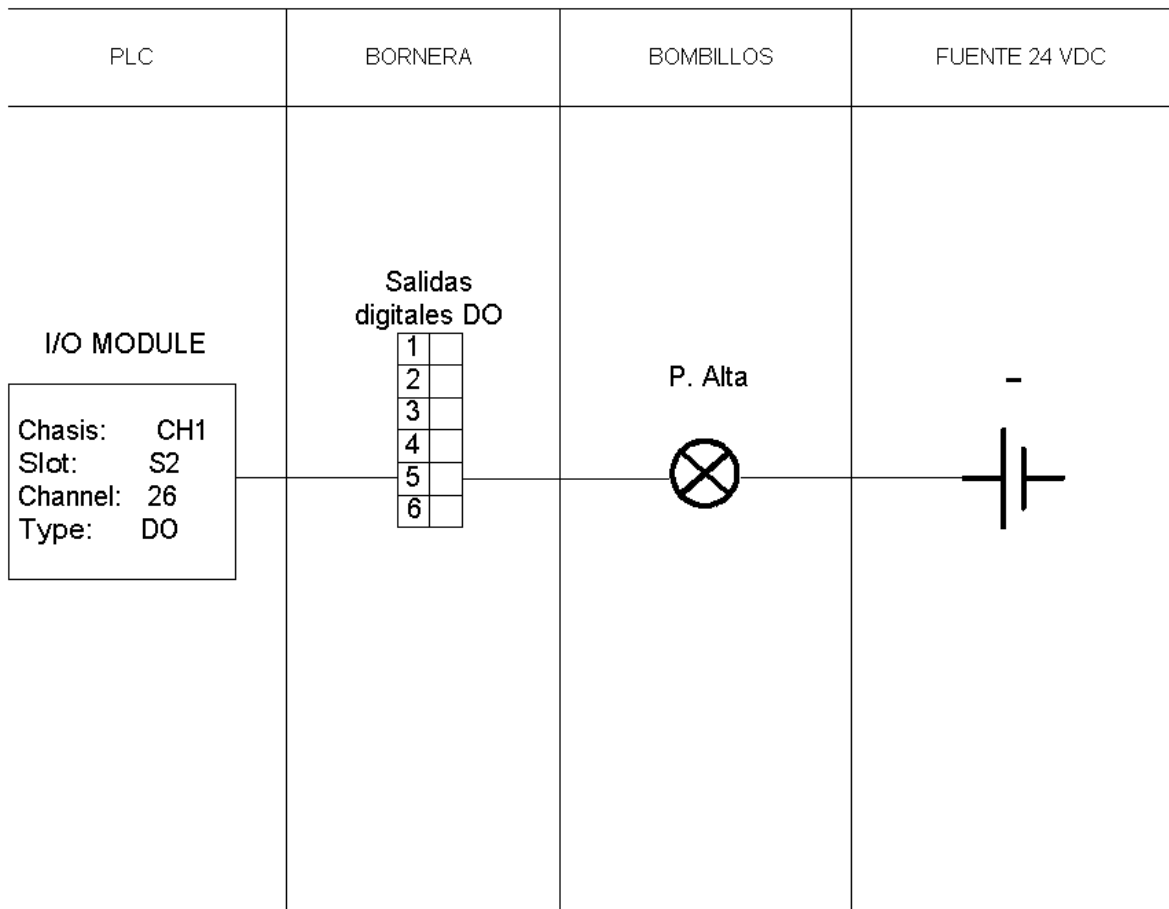 PLC
BORNERA
BOMBILLOS
FUENTE 24 VDC
I/O MODULE
Chasis: CH1
Slot: S2
Channel: 26
Type: DO
Salidas
digitales DO
1
2
3
4
5
6
P. Alta
-